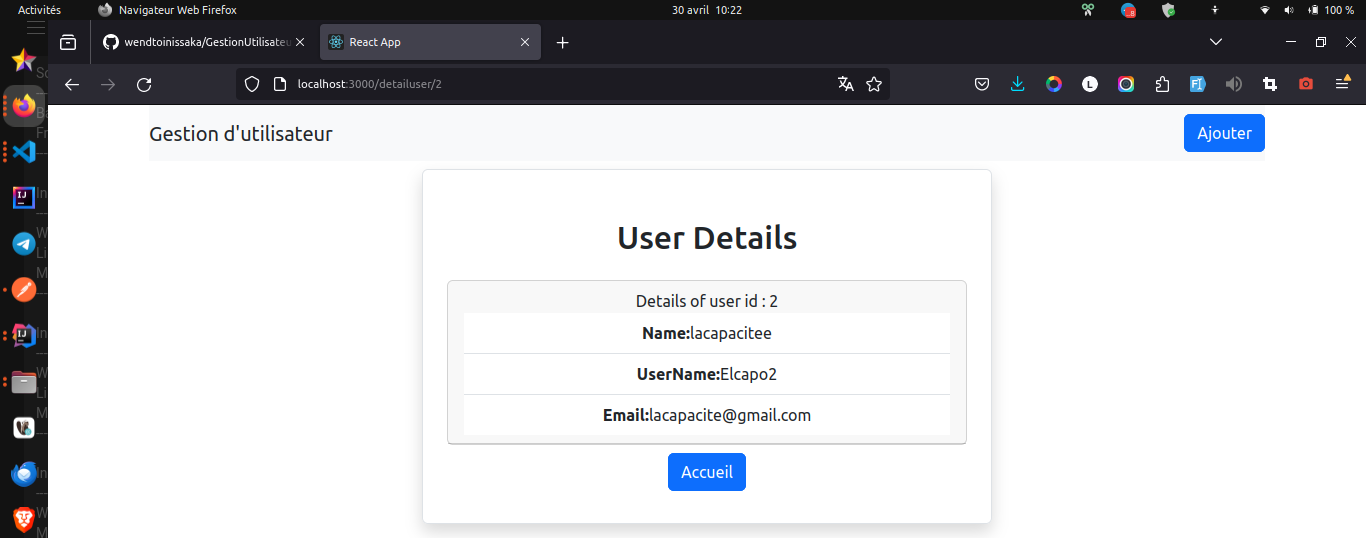 Activités Navigateur Web Firefox 30 avril 10:22 100 %
wendtoinissaka/GestionUtilisateu React App
localhost:3000/detailuser/2
Gestion d'utilisateur Ajouter
User Details
Details of user id : 2
Name:lacapacitee
UserName:Elcapo2
Email:lacapacite@gmail.com
Accueil